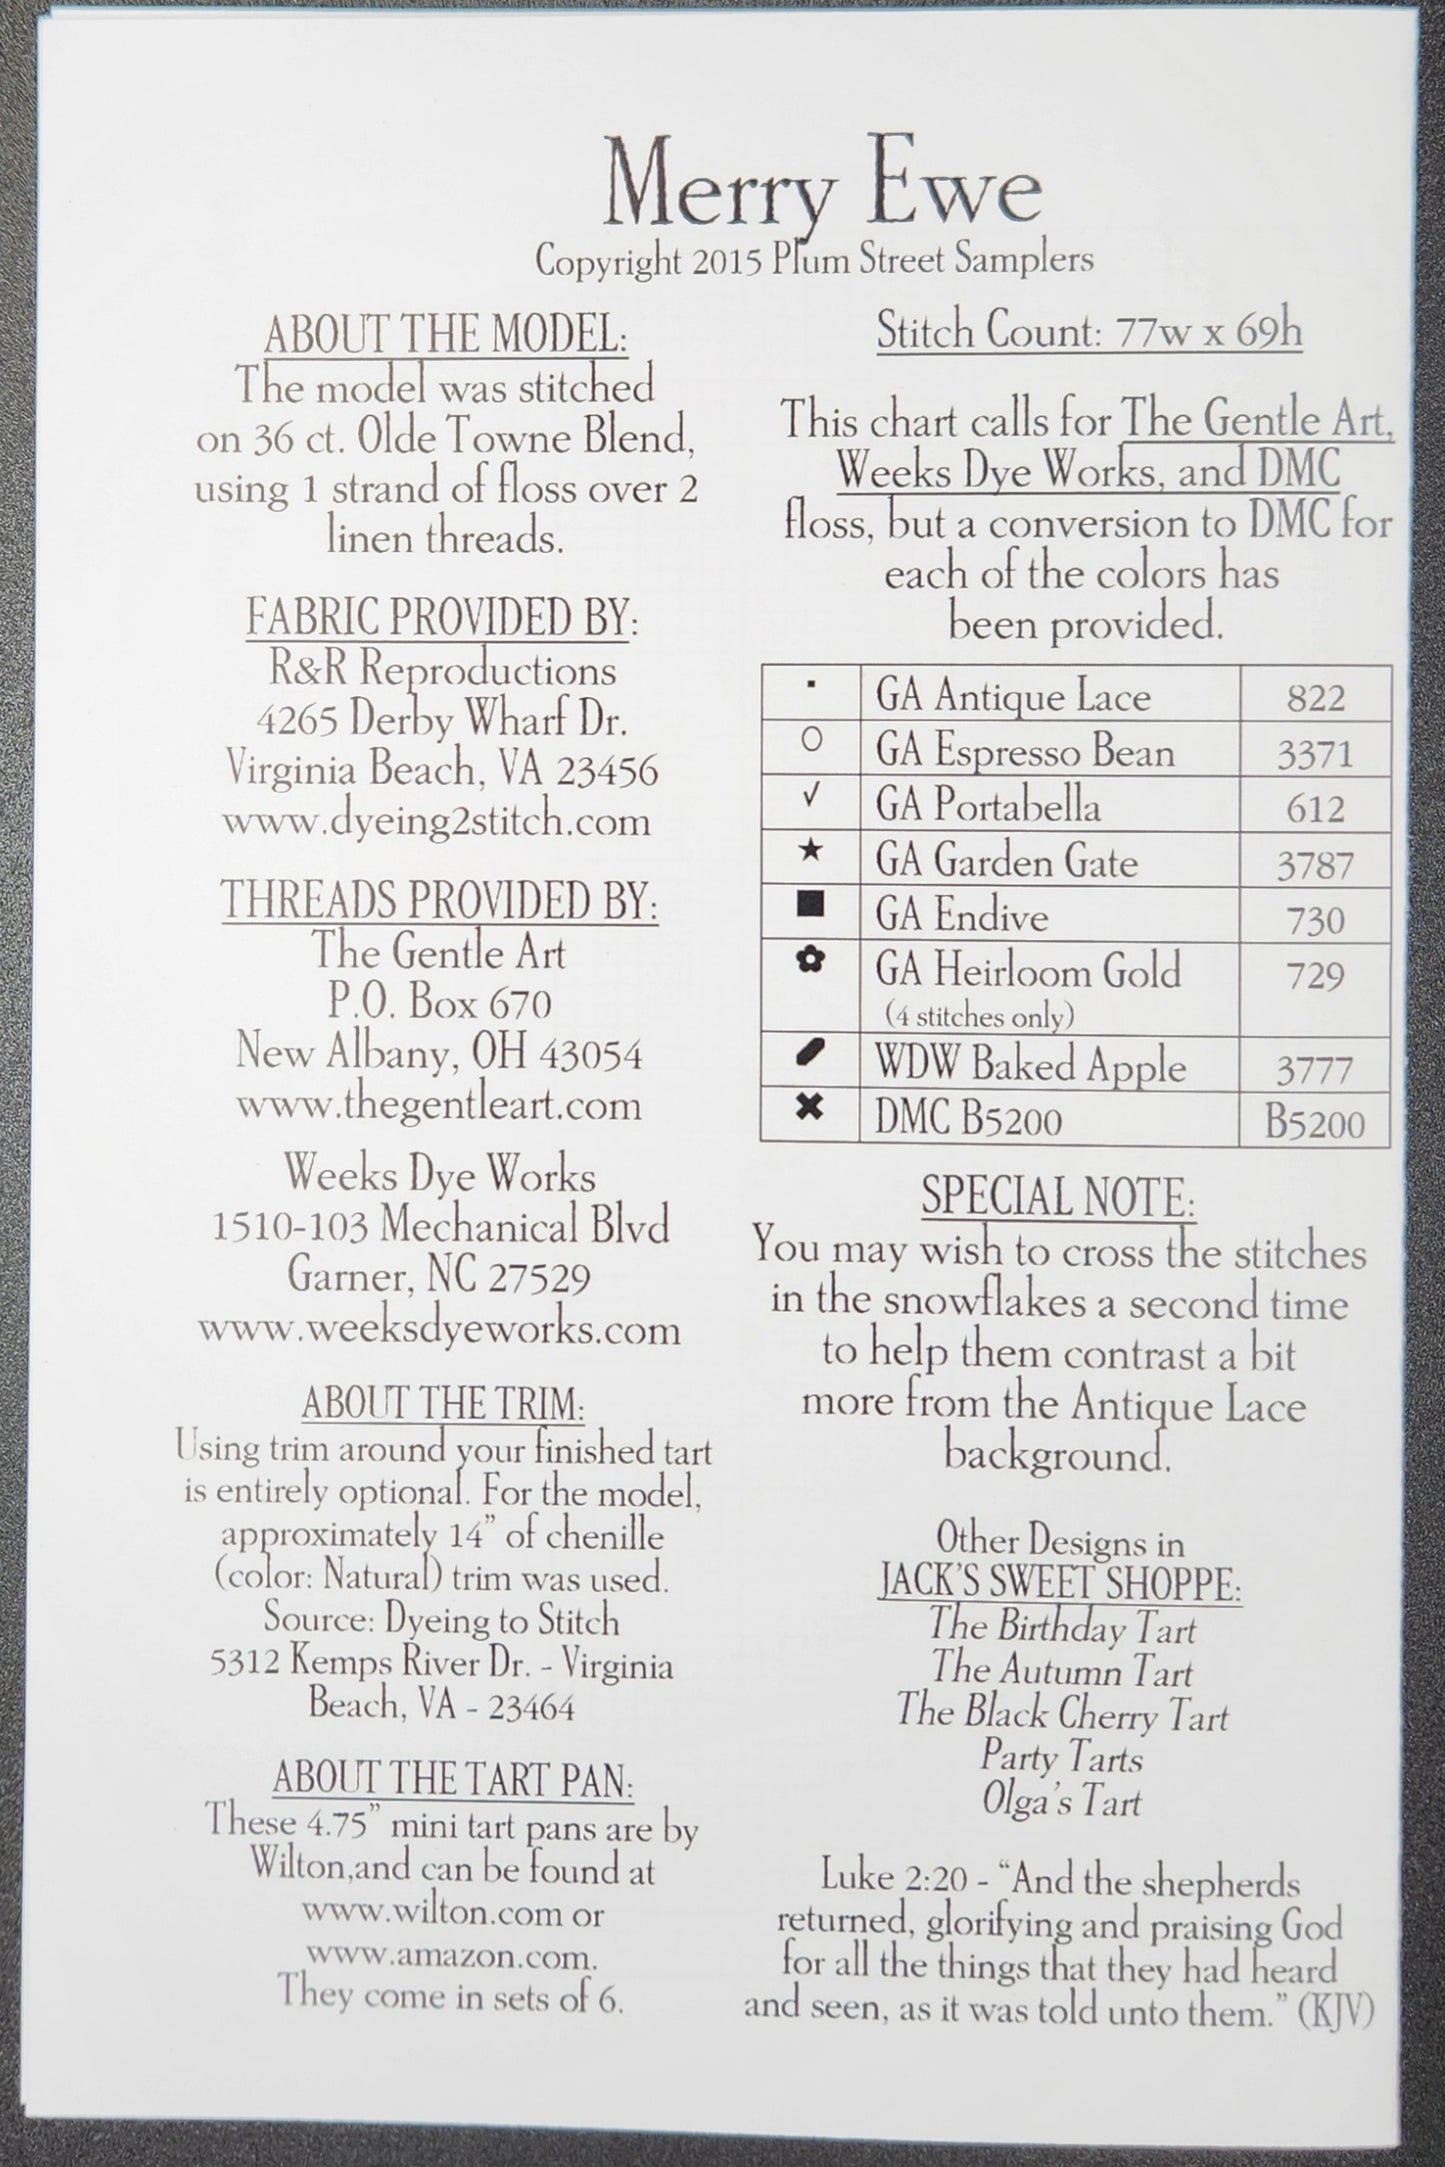 Merry Ewe
Copyright 2015 Plum Street Samplers
ABOUT THE MODEL:
The model was stitched
on 36 ct. Olde Towne Blend,
using 1 strand of floss over 2
linen threads.
FABRIC PROVIDED BY:
R&R Reproductions
4265 Derby Wharf Dr.
Virginia Beach, VA 23456
www.dyeing2stitch.com
THREADS PROVIDED BY:
The Gentle Art
P.O. Box 670
New Albany, OH 43054
www.thegentleart.com
Weeks Dye Works
1510-103 Mechanical Blvd
Garner, NC 27529
www.weeksdyeworks.com
ABOUT THE TRIM:
Using trim around your finished tart
is entirely optional. For the model,
approximately 14” of chenille
(color: Natural) trim was used.
Source: Dyeing to Stitch
5312 Kemps River Dr. - Virginia
Beach, VA - 23464
ABOUT THE TART PAN:
These 4.75” mini tart pans are by
Wilton,and can be found at
www.wilton.com or
www.amazon.com.
They come in sets of 6.
Stitch Count: 77w x 69h
This chart calls for The Gentle Art,
Weeks Dye Works, and DMC
floss, but a conversion to DMC for
each of the colors has
been provided.
▪ GA Antique Lace 822
O GA Espresso Bean 3371
√ GA Portabella 612
★ GA Garden Gate 3787
■ GA Endive 730
✿ GA Heirloom Gold 729
(4 stitches only)
WDW Baked Apple 3777
✖ DMC B5200 B5200
SPECIAL NOTE:
You may wish to cross the stitches
in the snowflakes a second time
to help them contrast a bit
more from the Antique Lace
background.
Other Designs in
JACK'S SWEET SHOPPE:
The Birthday Tart
The Autumn Tart
The Black Cherry Tart
Party Tarts
Olga's Tart
Luke 2:20 - “And the shepherds
returned, glorifying and praising God
for all the things that they had heard
and seen, as it was told unto them.” (KJV)